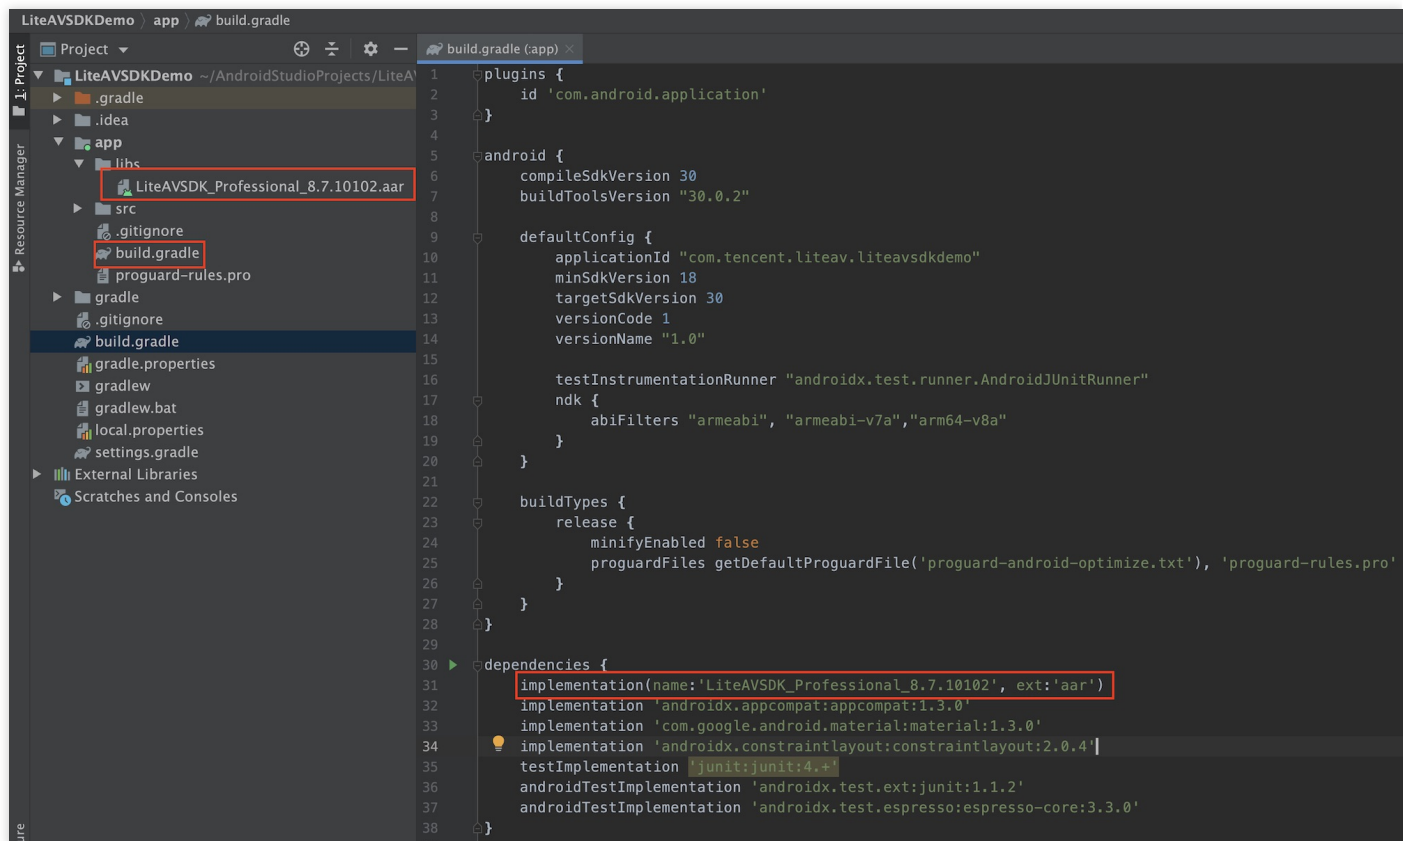 LiteAVSDKDemo app build.gradle
1: Project
Resource Manager
Project
LiteAVSDKDemo ~/AndroidStudioProjects/LiteAV
.gradle
.idea
app
libs
LiteAVSDK_Professional_8.7.10102.aar
src
.gitignore
build.gradle
proguard-rules.pro
gradle
.gitignore
build.gradle
gradle.properties
gradlew
gradlew.bat
local.properties
settings.gradle
External Libraries
Scratches and Consoles
build.gradle (:app)
1 plugins {
2 id 'com.android.application'
3 }
4
5 android {
6 compileSdkVersion 30
7 buildToolsVersion "30.0.2"
8
9 defaultConfig {
10 applicationId "com.tencent.liteav.liteavsdkdemo"
11 minSdkVersion 18
12 targetSdkVersion 30
13 versionCode 1
14 versionName "1.0"
15
16 testInstrumentationRunner "androidx.test.runner.AndroidJUnitRunner"
17 ndk {
18 abiFilters "armeabi", "armeabi-v7a","arm64-v8a"
19 }
20 }
21
22 buildTypes {
23 release {
24 minifyEnabled false
25 proguardFiles getDefaultProguardFile('proguard-android-optimize.txt'), 'proguard-rules.pro'
26 }
27 }
28 }
29
30 dependencies {
31 implementation(name:'LiteAVSDK_Professional_8.7.10102', ext:'aar')
32 implementation 'androidx.appcompat:appcompat:1.3.0'
33 implementation 'com.google.android.material:material:1.3.0'
34 implementation 'androidx.constraintlayout:constraintlayout:2.0.4'
35 testImplementation 'junit:junit:4.+'
36 androidTestImplementation 'androidx.test.ext:junit:1.1.2'
37 androidTestImplementation 'androidx.test.espresso:espresso-core:3.3.0'
38 }